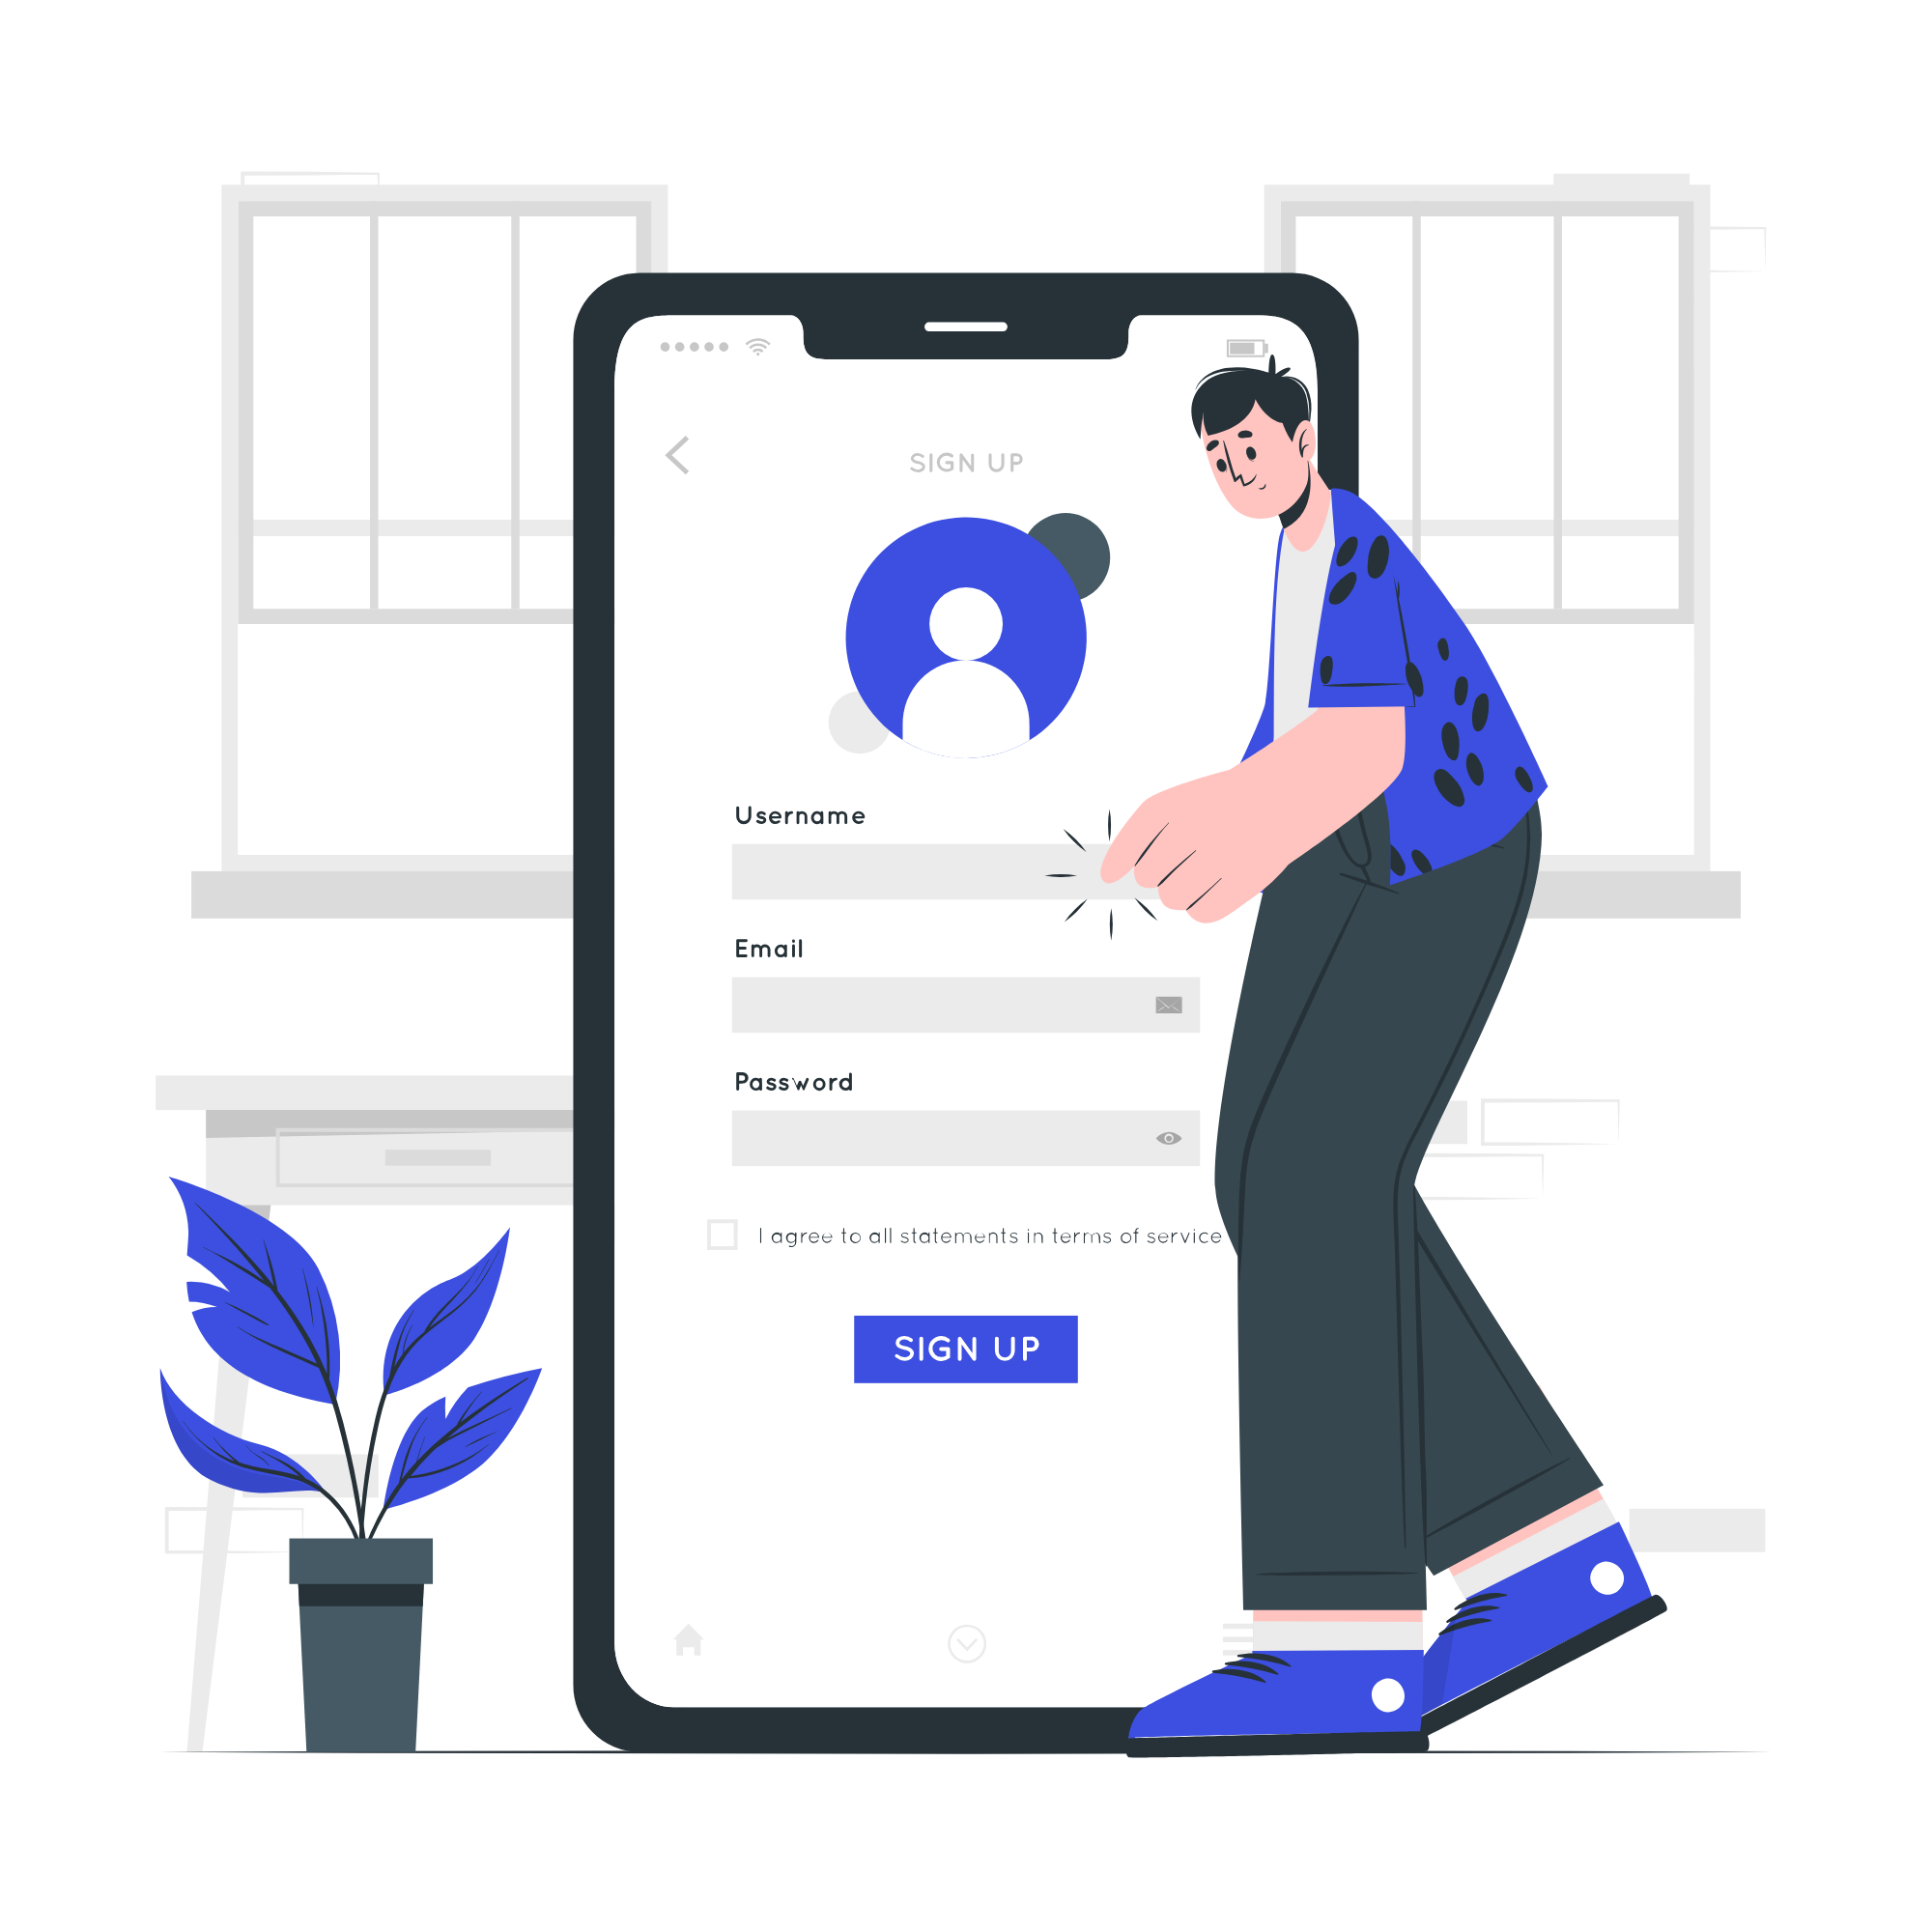 SIGN UP
Username
Email
Password
I agree to all statements in terms of service
SIGN UP